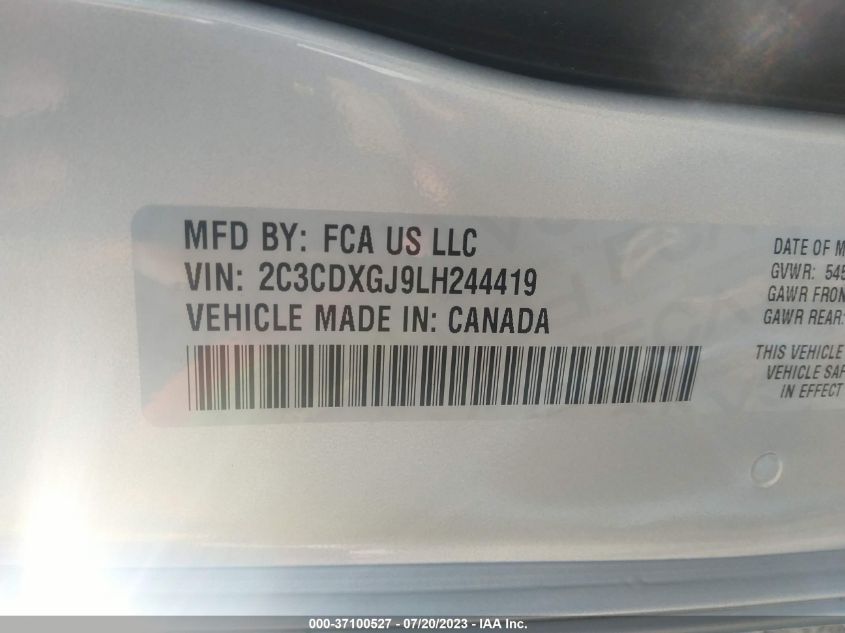 MFD BY: FCA US LLC
VIN: 2C3CDXGJ9LH244419
VEHICLE MADE IN: CANADA
DATE OF M
GVWR: 545
GAWR FRON
GAWR REAR:
THIS VEHICLE
VEHICLE SAF
IN EFFECT
000-37100527 / 07/20/2023 - IAA Inc.